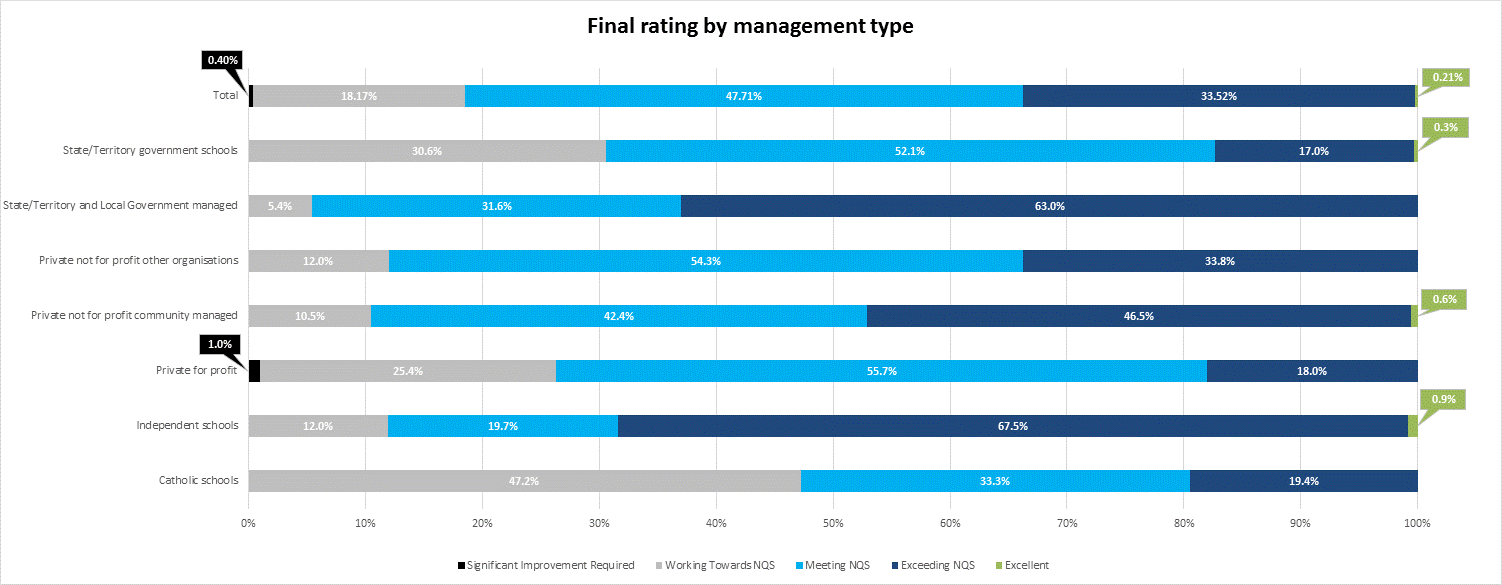 Final rating by management type
0.40%
0.21%
Total
18.17%
47.71%
33.52%
0.3%
State/Territory government schools
30.6%
52.1%
17.0%
State/Territory and Local Government managed
5.4%
31.6%
63.0%
Private not for profit other organisations
12.0%
54.3%
33.8%
0.6%
Private not for profit community managed
10.5%
42.4%
46.5%
1.0%
Private for profit
25.4%
55.7%
18.0%
0.9%
Independent schools
12.0%
19.7%
67.5%
Catholic schools
47.2%
33.3%
19.4%
0%
10%
20%
30%
40%
50%
60%
70%
80%
90%
100%
Significant Improvement Required
Working Towards NQS
Meeting NQS
Exceeding NQS
Excellent